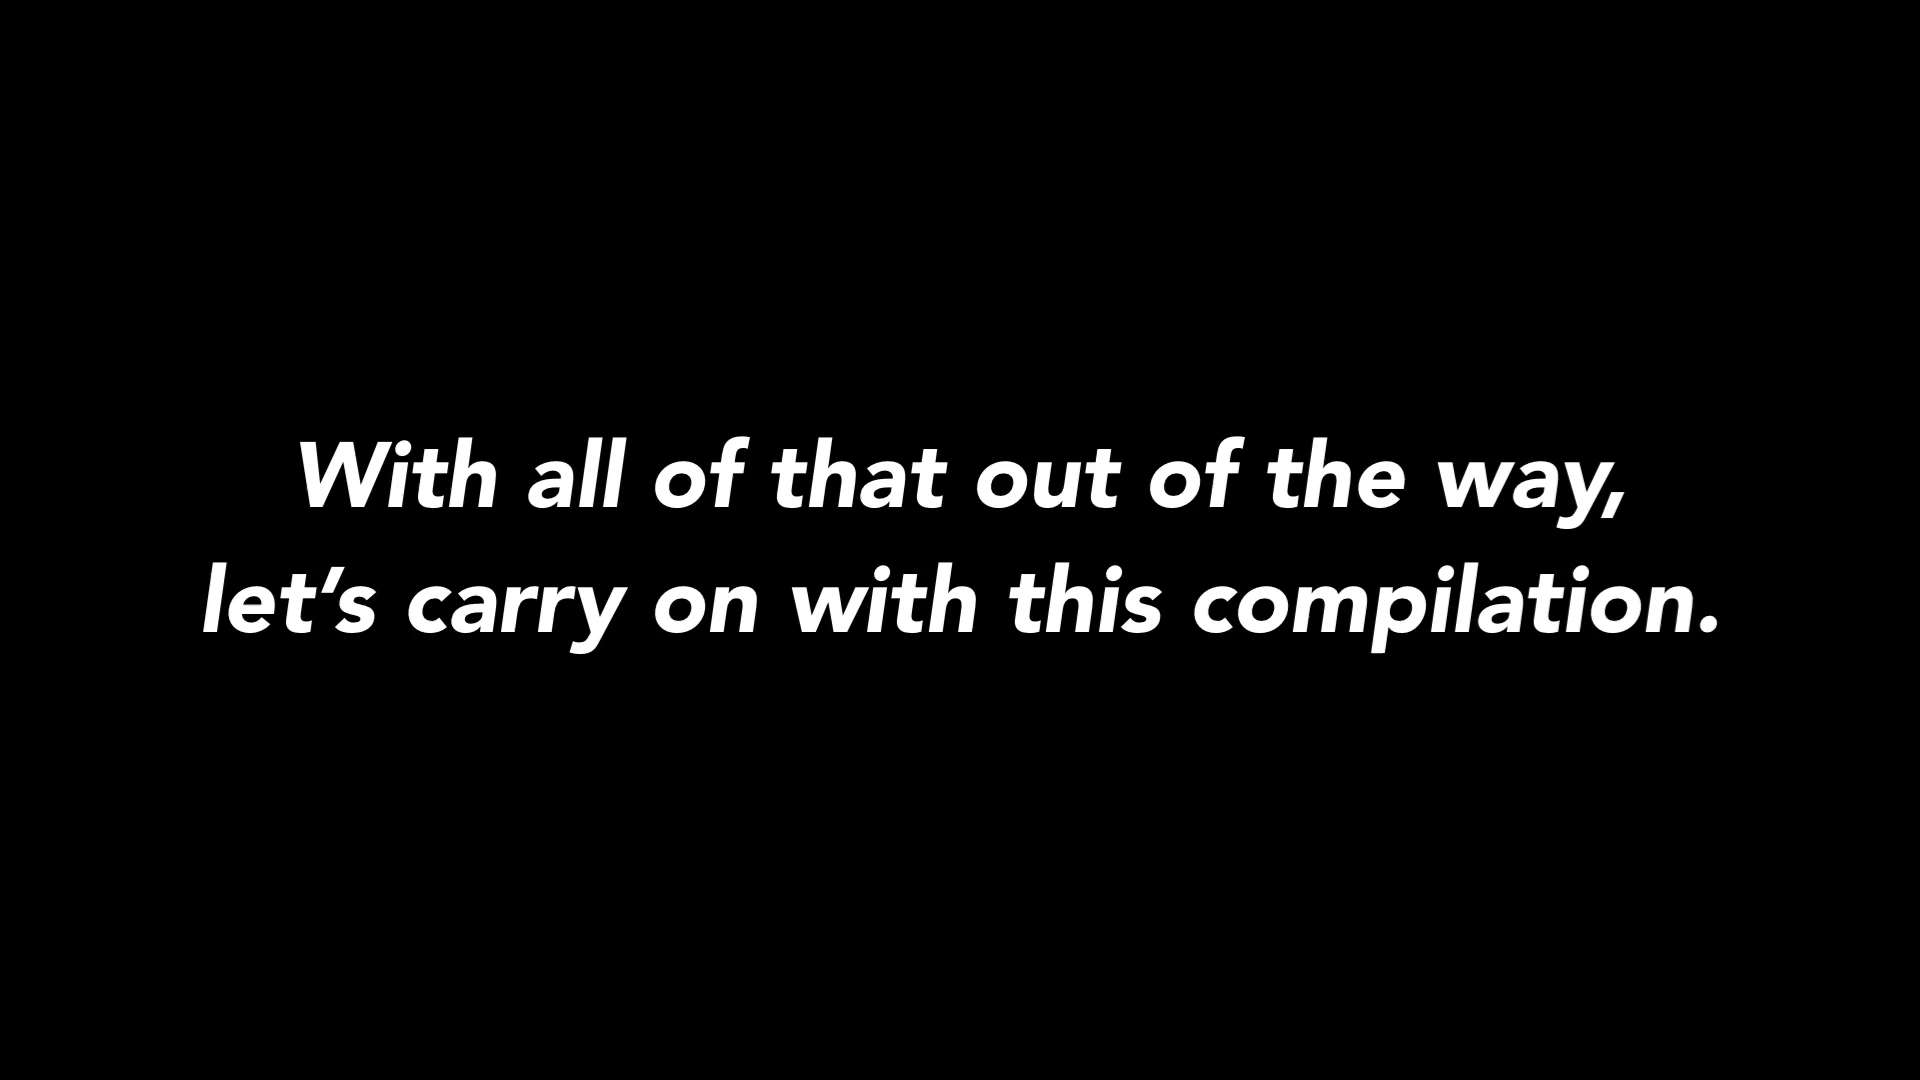 With all of that out of the way,
let’s carry on with this compilation.